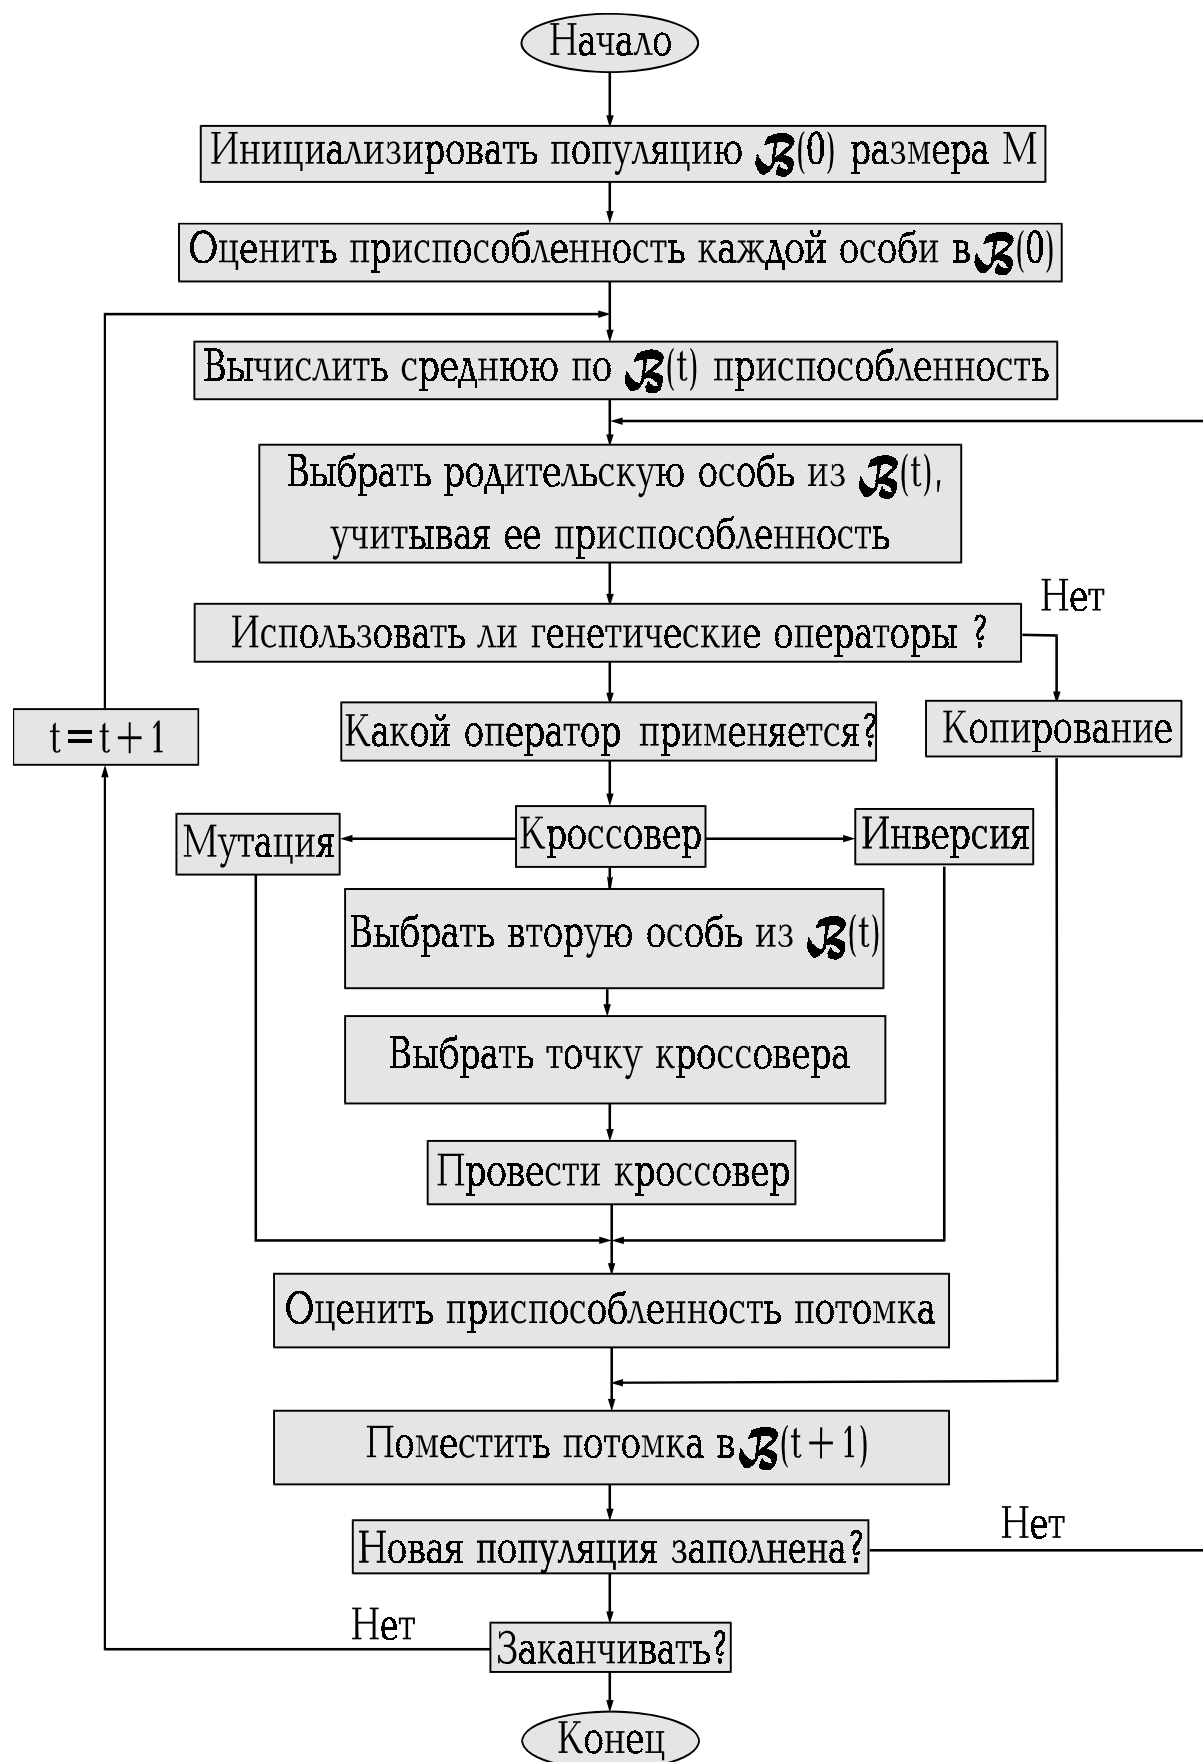 Начало
Инициализировать популяцию ℬ(0) размера М
Оценить приспособленность каждой особи в ℬ(0)
Вычислить среднюю по ℬ(t) приспособленность
Выбрать родительскую особь из ℬ(t),
учитывая ее приспособленность
Нет
Использовать ли генетические операторы ?
t=t+1
Какой оператор применяется?
Копирование
Мутация
Кроссовер
Инверсия
Выбрать вторую особь из ℬ(t)
Выбрать точку кроссовера
Провести кроссовер
Оценить приспособленность потомка
Поместить потомка в ℬ(t+1)
Нет
Новая популяция заполнена?
Нет
Заканчивать?
Конец